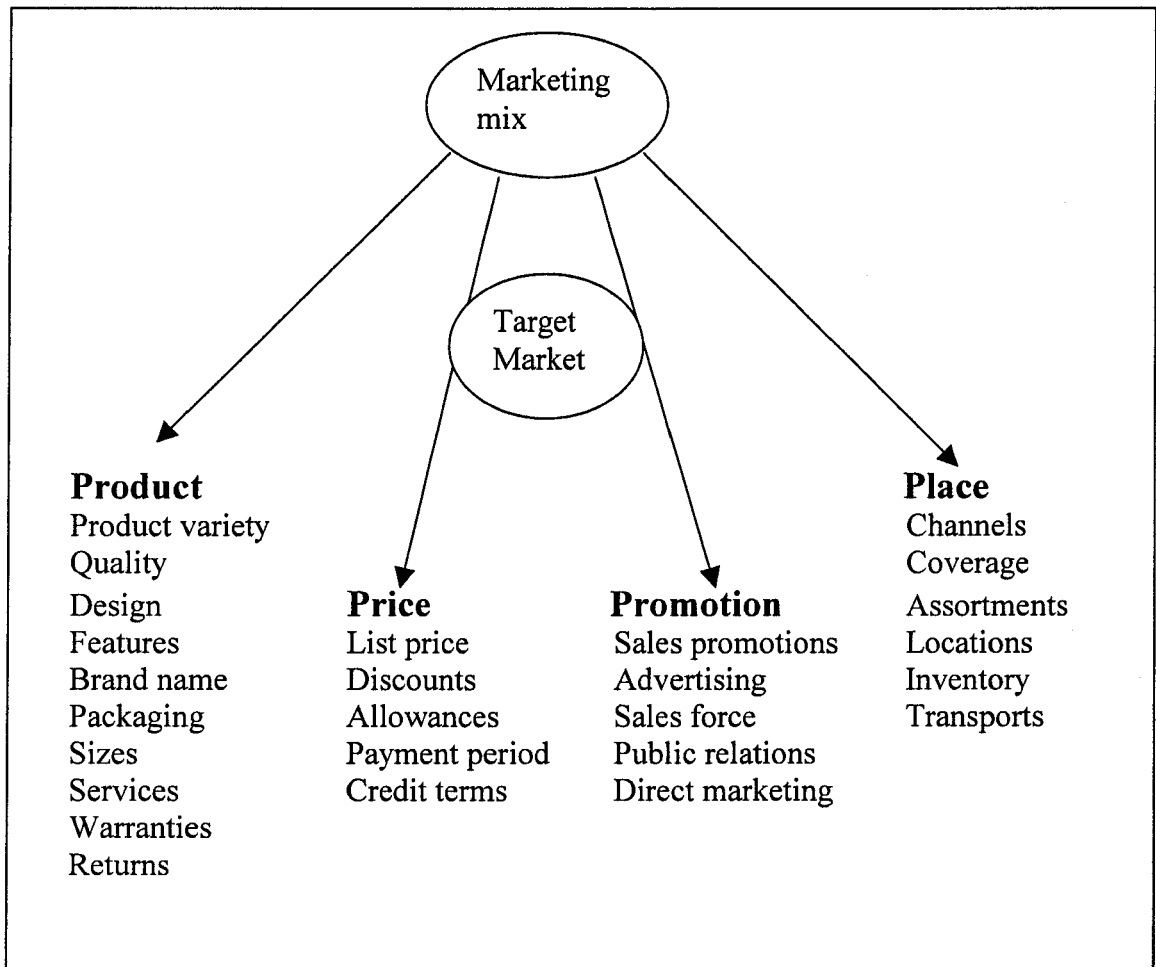 Marketing
mix
Target
Market
Product
Product variety
Quality
Design
Features
Brand name
Packaging
Sizes
Services
Warranties
Returns
Price
List price
Discounts
Allowances
Payment period
Credit terms
Promotion
Sales promotions
Advertising
Sales force
Public relations
Direct marketing
Place
Channels
Coverage
Assortments
Locations
Inventory
Transports